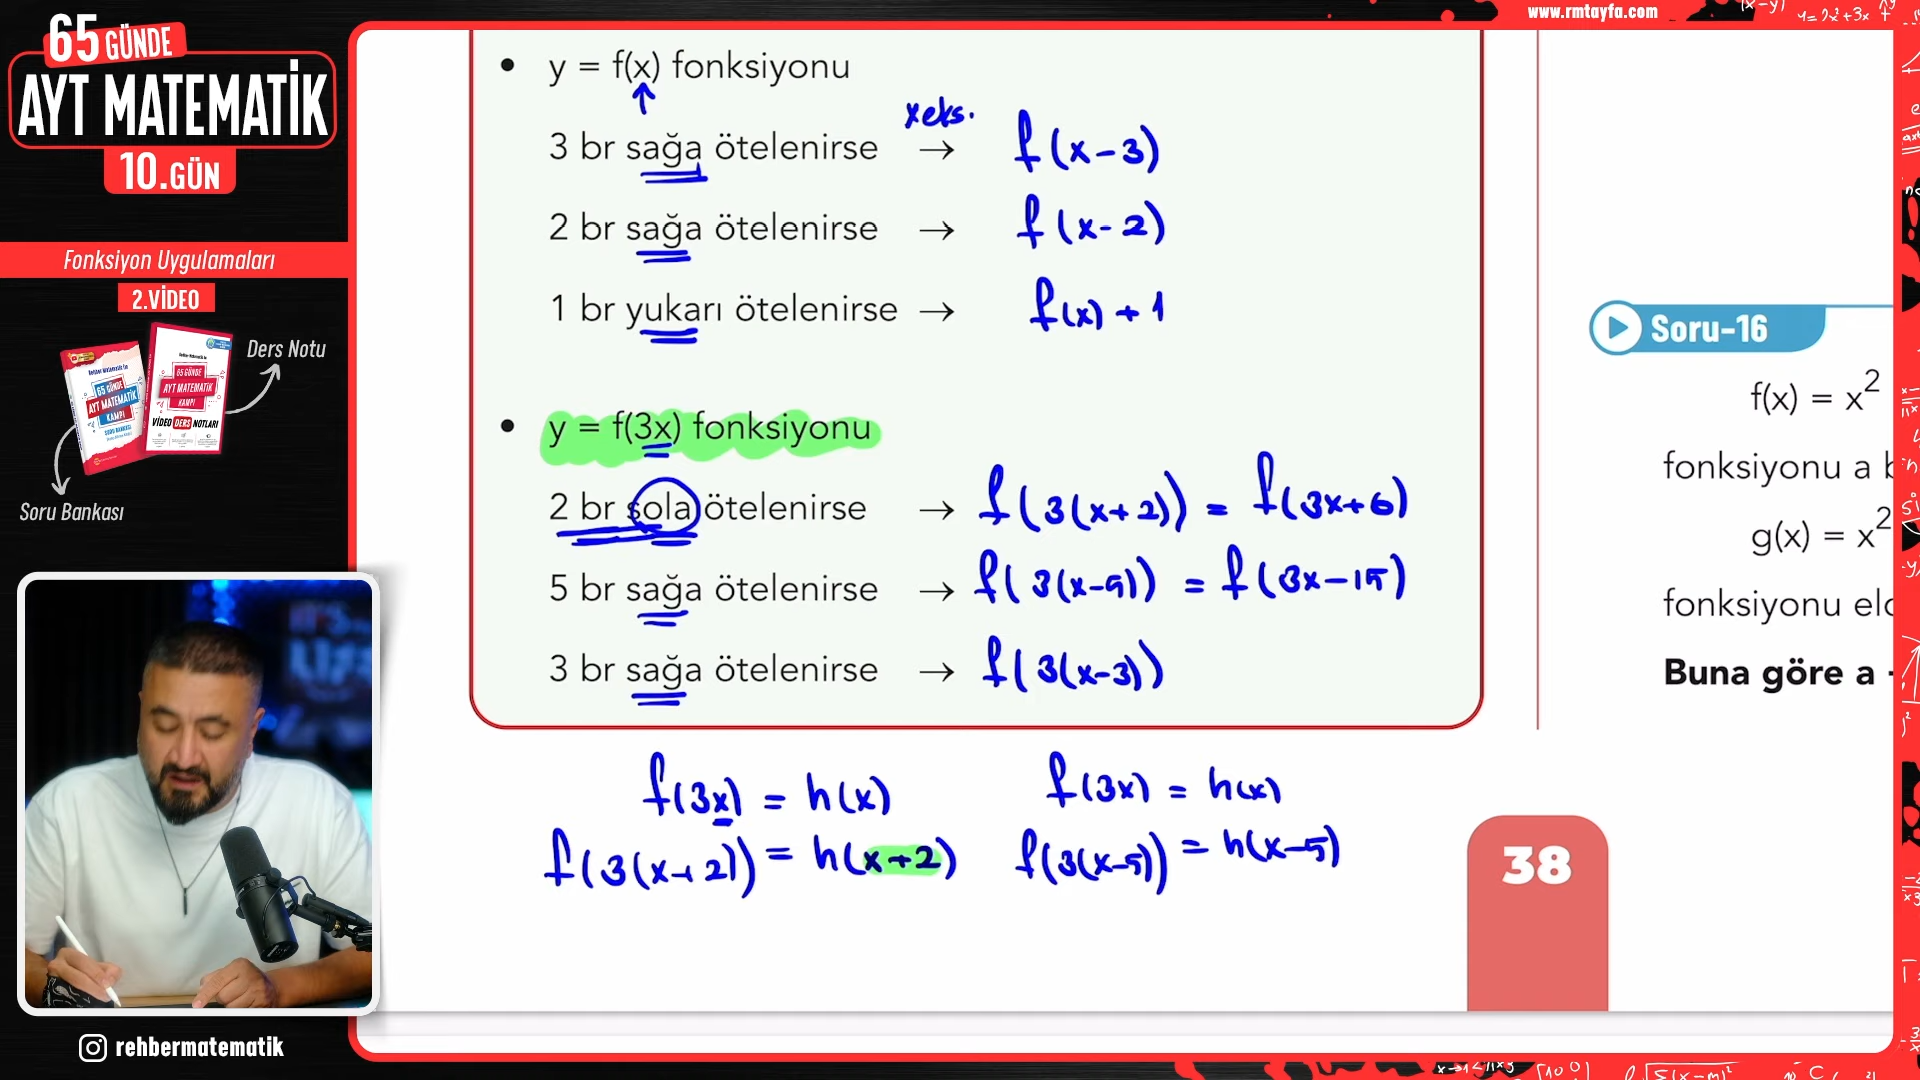 65 GÜNDE
AYT MATEMATİK
10.GÜN
Fonksiyon Uygulamaları
2.VİDEO
Ders Notu
Soru Bankası
rehbermatematik
www.rmtayfa.com
• y = f(x) fonksiyonu
x eks.
3 br sağa ötelenirse → f(x-3)
2 br sağa ötelenirse → f(x-2)
1 br yukarı ötelenirse → f(x)+1
• y = f(3x) fonksiyonu
2 br sola ötelenirse → f(3(x+2)) = f(3x+6)
5 br sağa ötelenirse → f(3(x-5)) = f(3x-15)
3 br sağa ötelenirse → f(3(x-3))
f(3x) = h(x)
f(3(x+2)) = h(x+2)
f(3x) = h(x)
f(3(x-5)) = h(x-5)
38
Soru-16
f(x) = x²
fonksiyonu a
g(x) = x²
fonksiyonu
Buna göre a